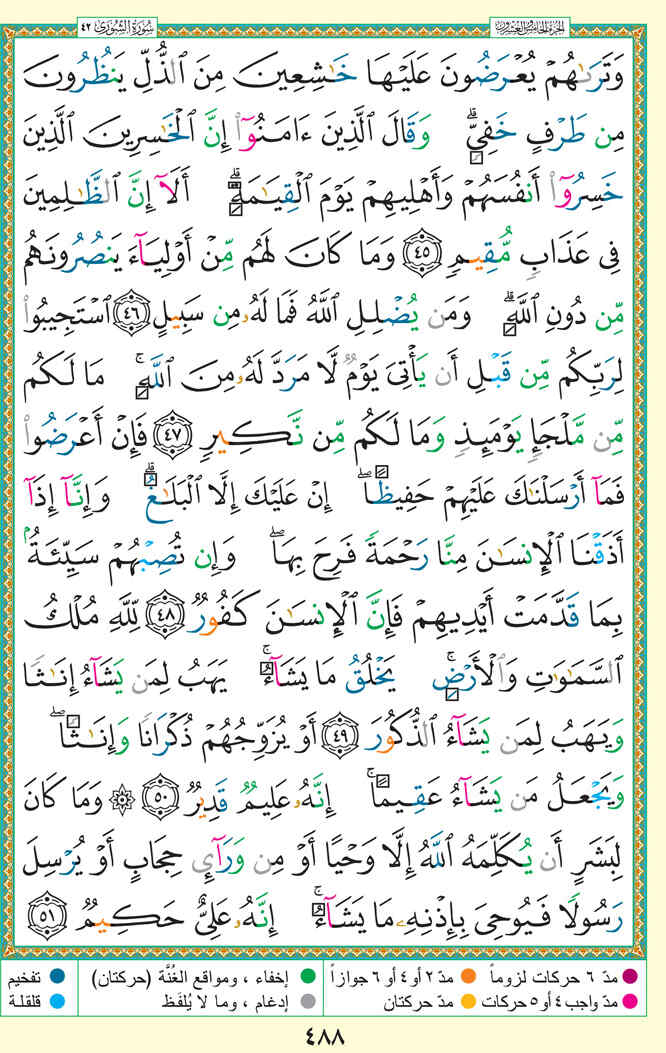 سُورَةُ الشُّورَىٰ ٤٢
الجزء الخامس والعشرون
وَتَرَىٰهُمْ يُعْرَضُونَ عَلَيْهَا خَٰشِعِينَ مِنَ ٱلذُّلِّ يَنظُرُونَ
مِن طَرْفٍ خَفِيٍّۗ وَقَالَ ٱلَّذِينَ ءَامَنُوٓا۟ إِنَّ ٱلْخَٰسِرِينَ ٱلَّذِينَ
خَسِرُوٓا۟ أَنفُسَهُمْ وَأَهْلِيهِمْ يَوْمَ ٱلْقِيَٰمَةِۗ أَلَآ إِنَّ ٱلظَّٰلِمِينَ
فِى عَذَابٍ مُّقِيمٍ ٤٥ وَمَا كَانَ لَهُم مِّنْ أَوْلِيَآءَ يَنصُرُونَهُم
مِّن دُونِ ٱللَّهِۗ وَمَن يُضْلِلِ ٱللَّهُ فَمَا لَهُۥ مِن سَبِيلٍ ٤٦ ٱسْتَجِيبُوا۟
لِرَبِّكُم مِّن قَبْلِ أَن يَأْتِىَ يَوْمٌ لَّا مَرَدَّ لَهُۥ مِنَ ٱللَّهِۚ مَا لَكُم
مِّن مَّلْجَإٍ يَوْمَئِذٍ وَمَا لَكُم مِّن نَّكِيرٍ ٤٧ فَإِنْ أَعْرَضُوا۟
فَمَآ أَرْسَلْنَٰكَ عَلَيْهِمْ حَفِيظًاۖ إِنْ عَلَيْكَ إِلَّا ٱلْبَلَٰغُۗ وَإِنَّآ إِذَآ
أَذَقْنَا ٱلْإِنسَٰنَ مِنَّا رَحْمَةً فَرِحَ بِهَاۖ وَإِن تُصِبْهُمْ سَيِّئَةٌۢ
بِمَا قَدَّمَتْ أَيْدِيهِمْ فَإِنَّ ٱلْإِنسَٰنَ كَفُورٌ ٤٨ لِّلَّهِ مُلْكُ
ٱلسَّمَٰوَٰتِ وَٱلْأَرْضِۚ يَخْلُقُ مَا يَشَآءُۚ يَهَبُ لِمَن يَشَآءُ إِنَٰثًا
وَيَهَبُ لِمَن يَشَآءُ ٱلذُّكُورَ ٤٩ أَوْ يُزَوِّجُهُمْ ذُكْرَانًا وَإِنَٰثًاۖ
وَيَجْعَلُ مَن يَشَآءُ عَقِيمًاۚ إِنَّهُۥ عَلِيمٌ قَدِيرٌ ٥٠ ۞ وَمَا كَانَ
لِبَشَرٍ أَن يُكَلِّمَهُ ٱللَّهُ إِلَّا وَحْيًا أَوْ مِن وَرَآئِ حِجَابٍ أَوْ يُرْسِلَ
رَسُولًا فَيُوحِىَ بِإِذْنِهِۦ مَا يَشَآءُۚ إِنَّهُۥ عَلِىٌّ حَكِيمٌ ٥١
مدّ ٦ حركات لزوماً مدّ ٢ أو ٤ أو ٦ جوازاً إخفاء ، ومواقع الغُنَّة (حركتان) تفخيم
مدّ واجب ٤ أو ٥ حركات مدّ حركتان إدغام ، وما لا يُلفَظ قلقلة
٤٨٨